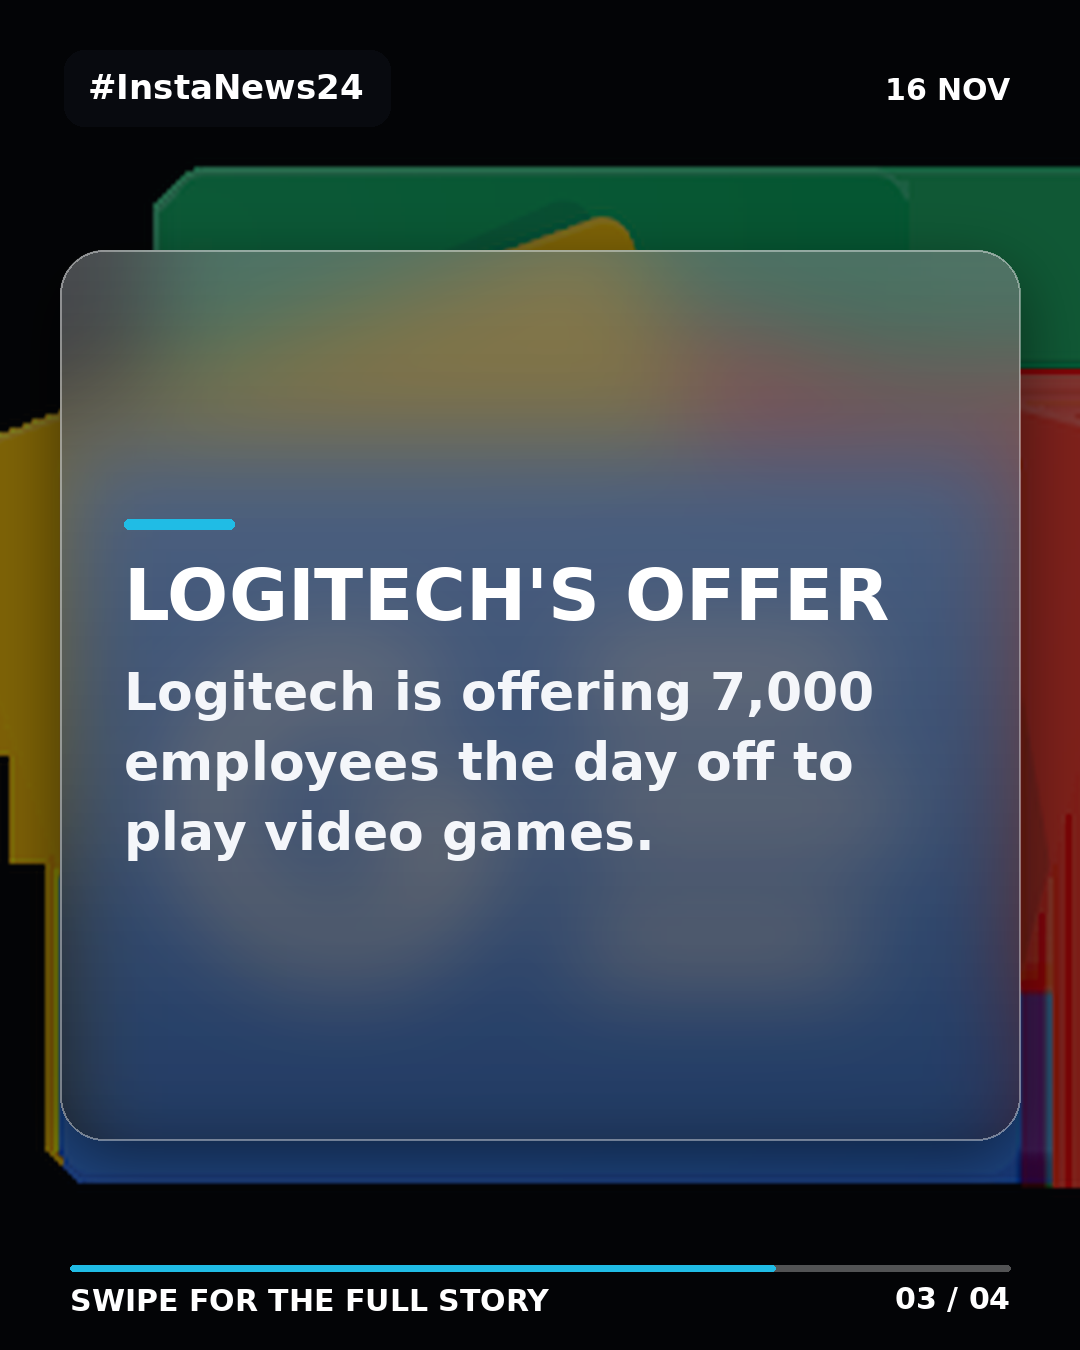 #InstaNews24
16 NOV
LOGITECH'S OFFER
Logitech is offering 7,000
employees the day off to
play video games.
SWIPE FOR THE FULL STORY
03 / 04